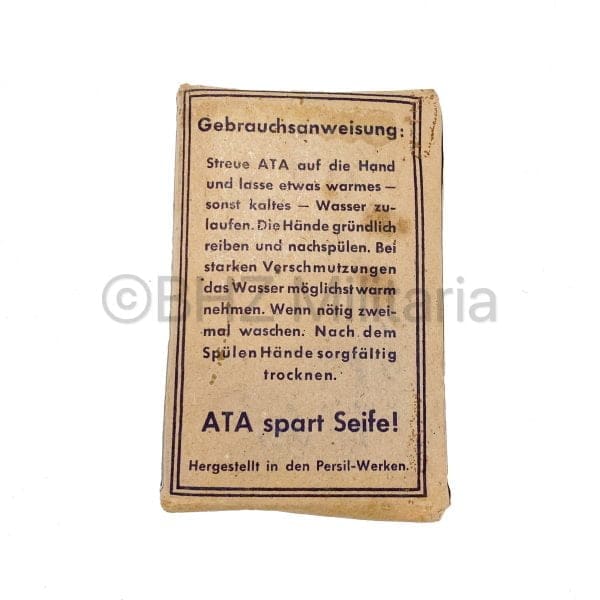 Gebrauchsanweisung:
Streue ATA auf die Hand
und lasse etwas warmes –
sonst kaltes – Wasser zu-
laufen. Die Hände gründlich
reiben und nachspülen. Bei
starken Verschmutzungen
das Wasser möglichst warm
nehmen. Wenn nötig zwei-
mal waschen. Nach dem
Spülen Hände sorgfältig
trocknen.
ATA spart Seife!
Hergestellt in den Persil-Werken.
©BHZ Militaria